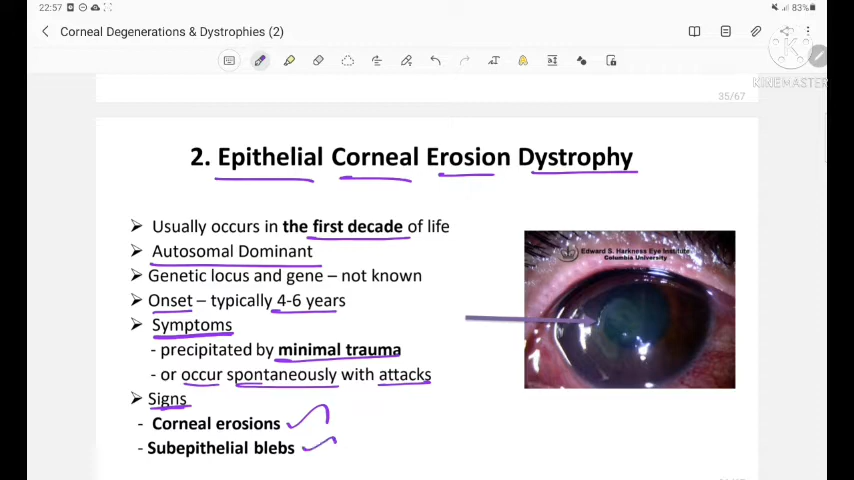 22:57
83%
Corneal Degenerations & Dystrophies (2)
KINEMASTER
35/67
2. Epithelial Corneal Erosion Dystrophy
➢ Usually occurs in the first decade of life
➢ Autosomal Dominant
➢ Genetic locus and gene – not known
➢ Onset – typically 4-6 years
➢ Symptoms
- precipitated by minimal trauma
- or occur spontaneously with attacks
➢ Signs
- Corneal erosions
- Subepithelial blebs
Edward S. Harkness Eye Institute
Columbia University